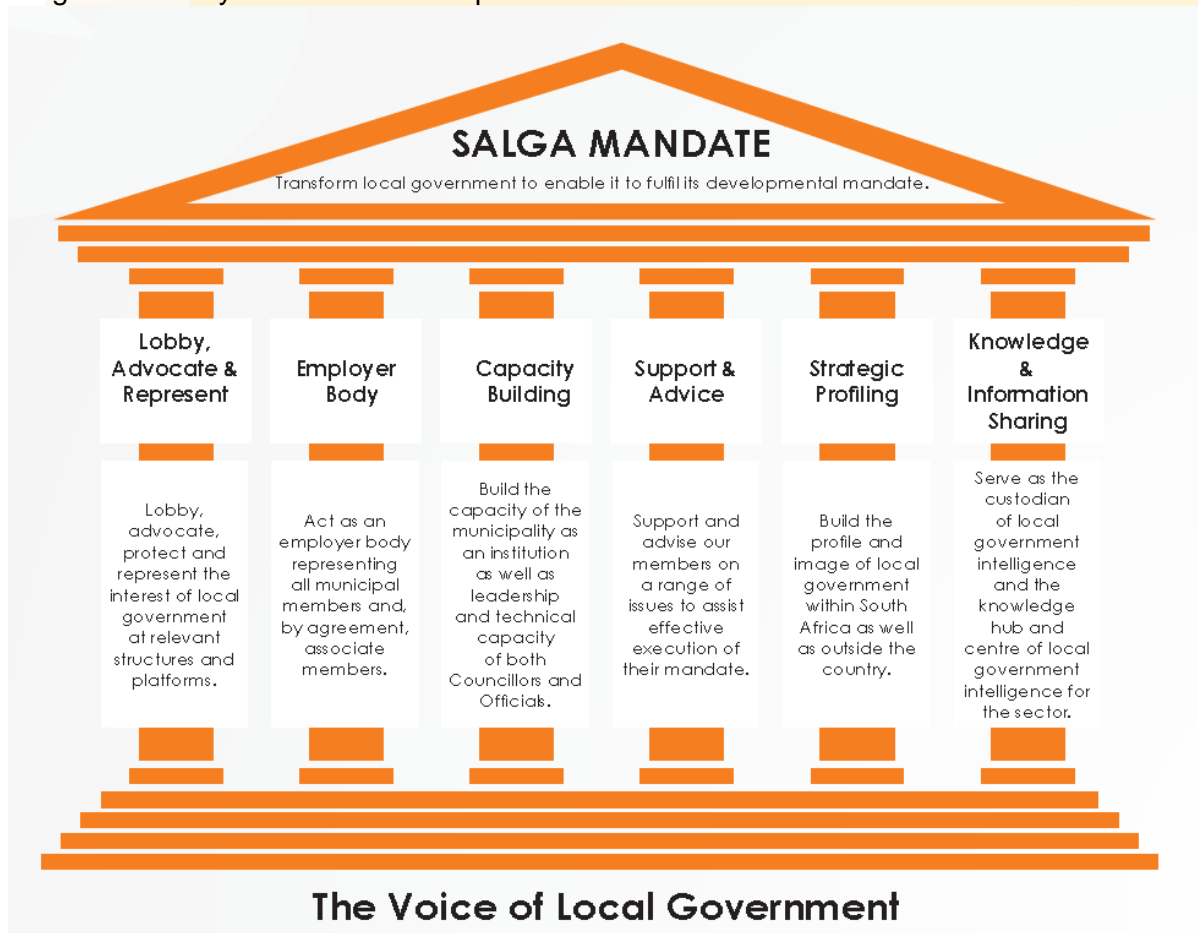 SALGA MANDATE
Transform local government to enable it to fulfil its developmental mandate.
Lobby,
Advocate &
Represent
Employer
Body
Capacity
Building
Support &
Advice
Strategic
Profiling
Knowledge
&
Information
Sharing
Lobby,
advocate,
protect and
represent the
interest of local
government
at relevant
structures and
platforms.
Act as an
employer body
representing
all municipal
members and,
by agreement,
associate
members.
Build the
capacity of the
municipality as
an institution
as well as
leadership
and technical
capacity
of both
Councillors and
Officials.
Support and
advise our
members on
a range of
issues to assist
effective
execution of
their mandate.
Build the
profile and
image of local
government
within South
Africa as well
as outside the
country.
Serve as the
custodian
of local
government
intelligence
and the
knowledge
hub and
centre of local
government
intelligence for
the sector.
The Voice of Local Government